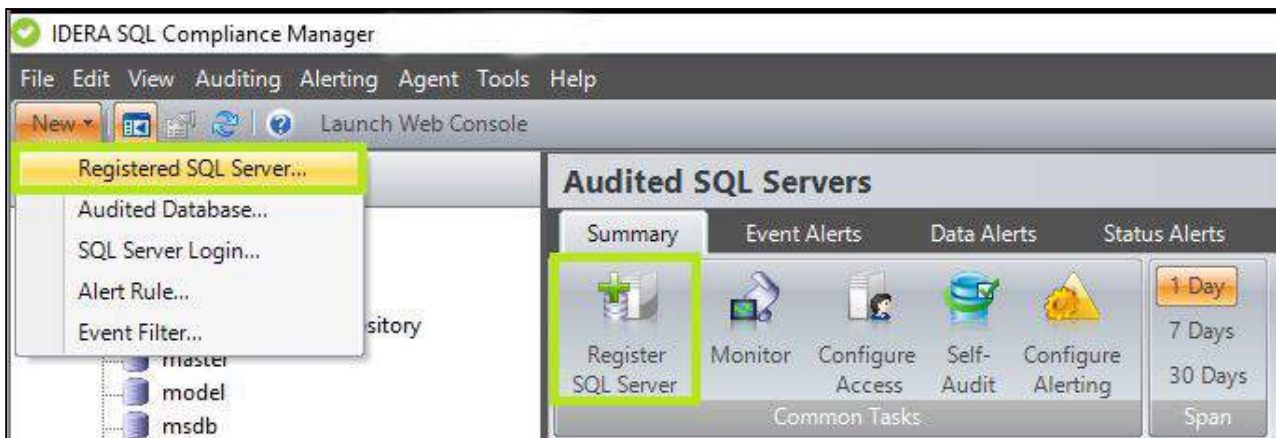 IDERA SQL Compliance Manager
File Edit View Auditing Alerting Agent Tools Help
New Launch Web Console
Registered SQL Server...
Audited Database...
SQL Server Login...
Alert Rule...
Event Filter...
sitory
master
model
msdb
Audited SQL Servers
Summary Event Alerts Data Alerts Status Alerts
Register SQL Server
Monitor
Configure Access
Self-Audit
Configure Alerting
Common Tasks
1 Day
7 Days
30 Days
Span